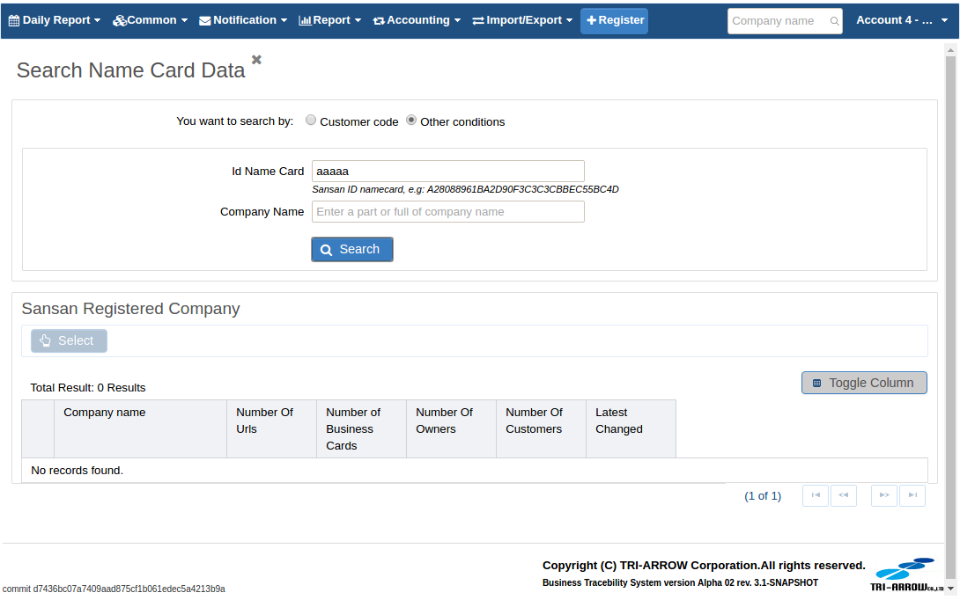 Daily Report Common Notification Report Accounting Import/Export Register Company name Account 4 - ...
Search Name Card Data
You want to search by: Customer code Other conditions
Id Name Card aaaaa
Sansan ID namecard, e.g: A28088961BA2D90F3C3C3CBBEC55BC4D
Company Name Enter a part or full of company name
Search
Sansan Registered Company
Select
Total Result: 0 Results
Toggle Column
Company name
Number Of Urls
Number of Business Cards
Number Of Owners
Number Of Customers
Latest Changed
No records found.
(1 of 1)
Copyright (C) TRI-ARROW Corporation.All rights reserved.
Business Tracebility System version Alpha 02 rev. 3.1-SNAPSHOT
TRI-ARROW
commit d7436bc07a7409aad875cf1b061edec5a4213b9a